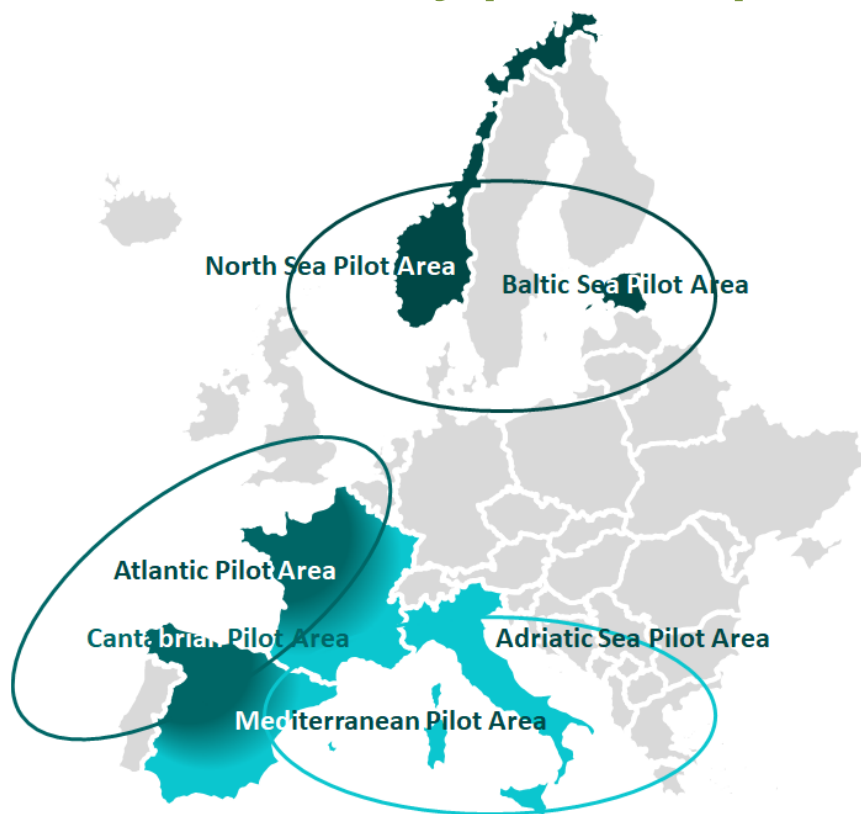 North Sea Pilot Area
Baltic Sea Pilot Area
Atlantic Pilot Area
Cantabrian Pilot Area
Adriatic Sea Pilot Area
Mediterranean Pilot Area